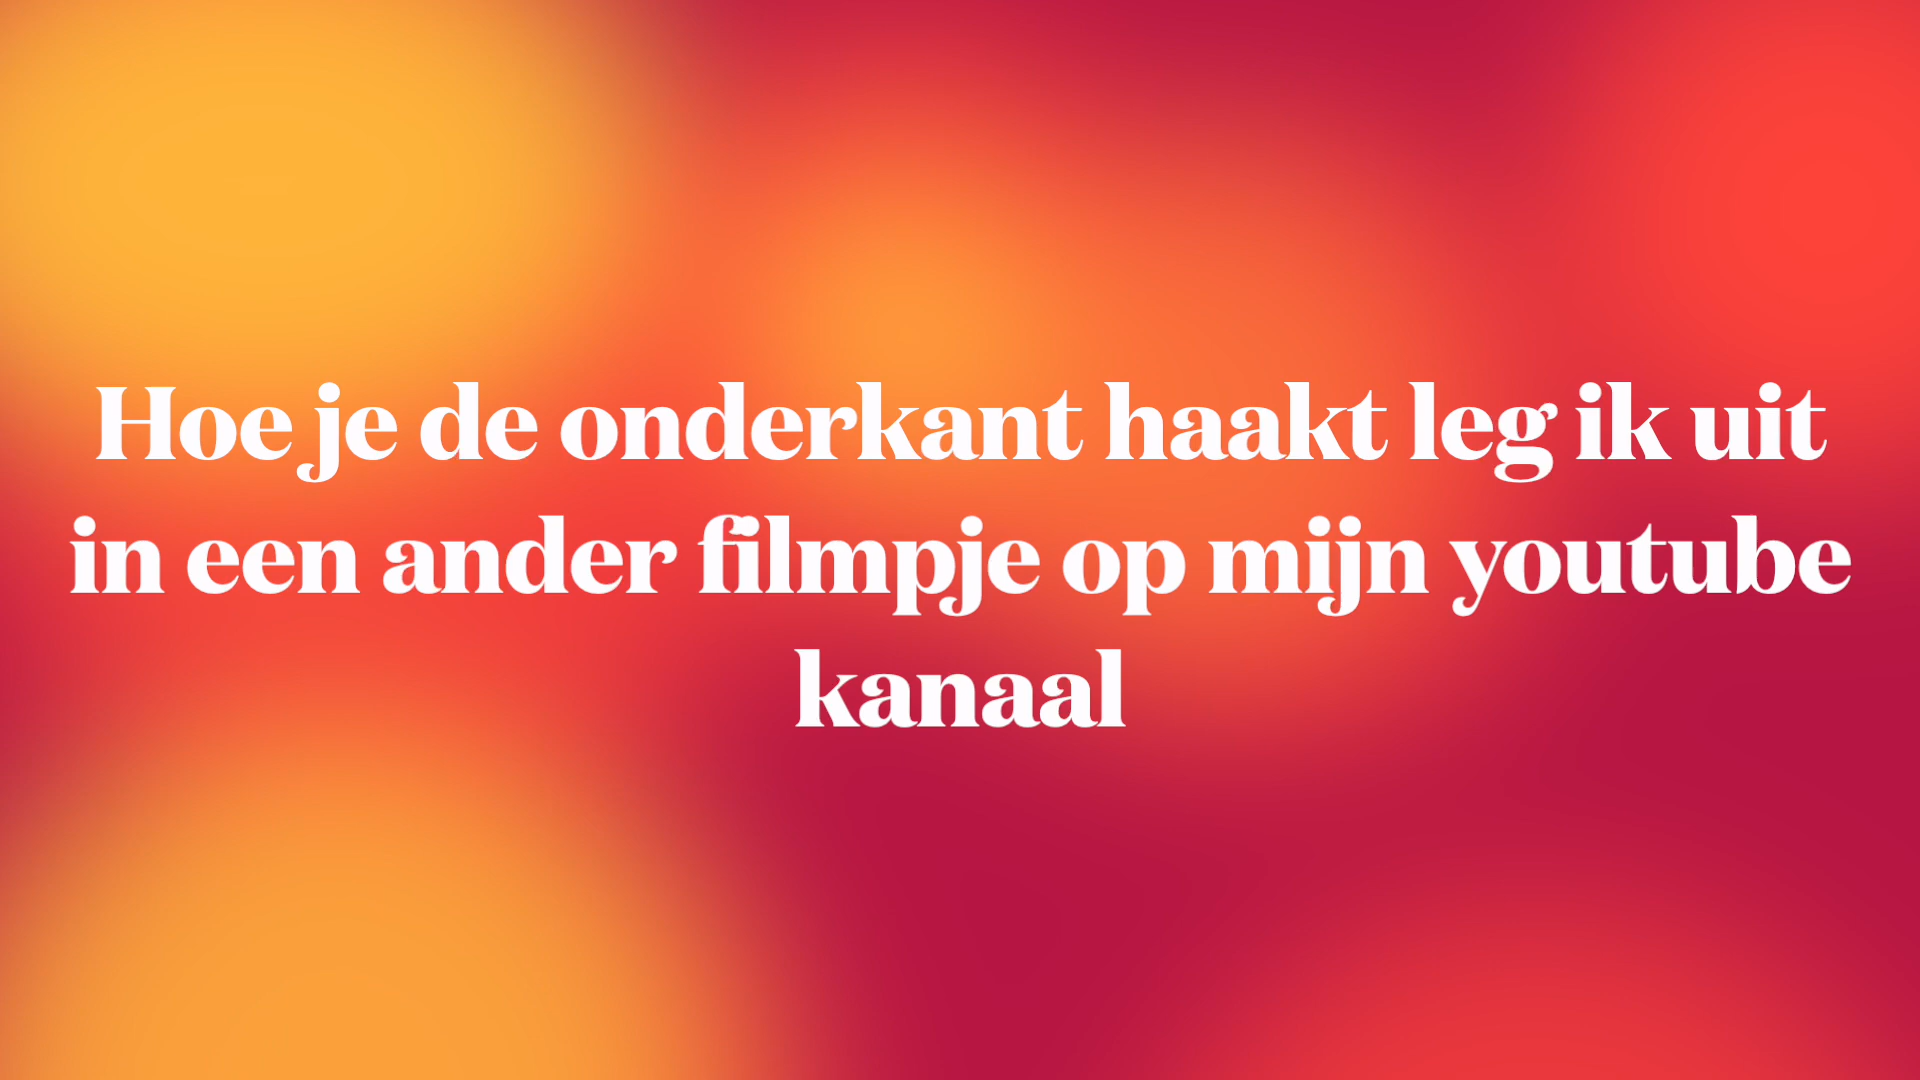 Hoe je de onderkant haakt leg ik uit
in een ander filmpje op mijn youtube
kanaal